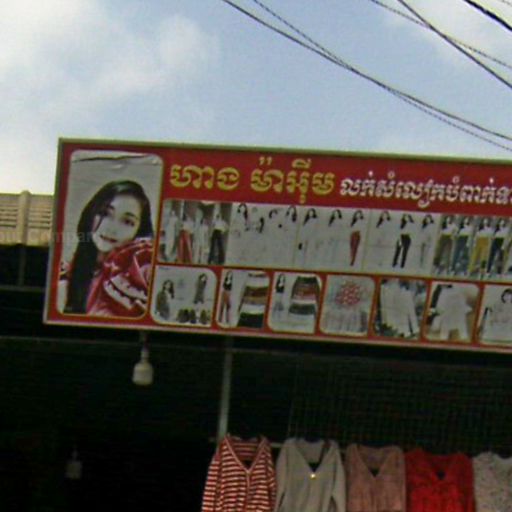 ហាង ម៉ាអ៊ីម លក់សំលៀកបំពាក់